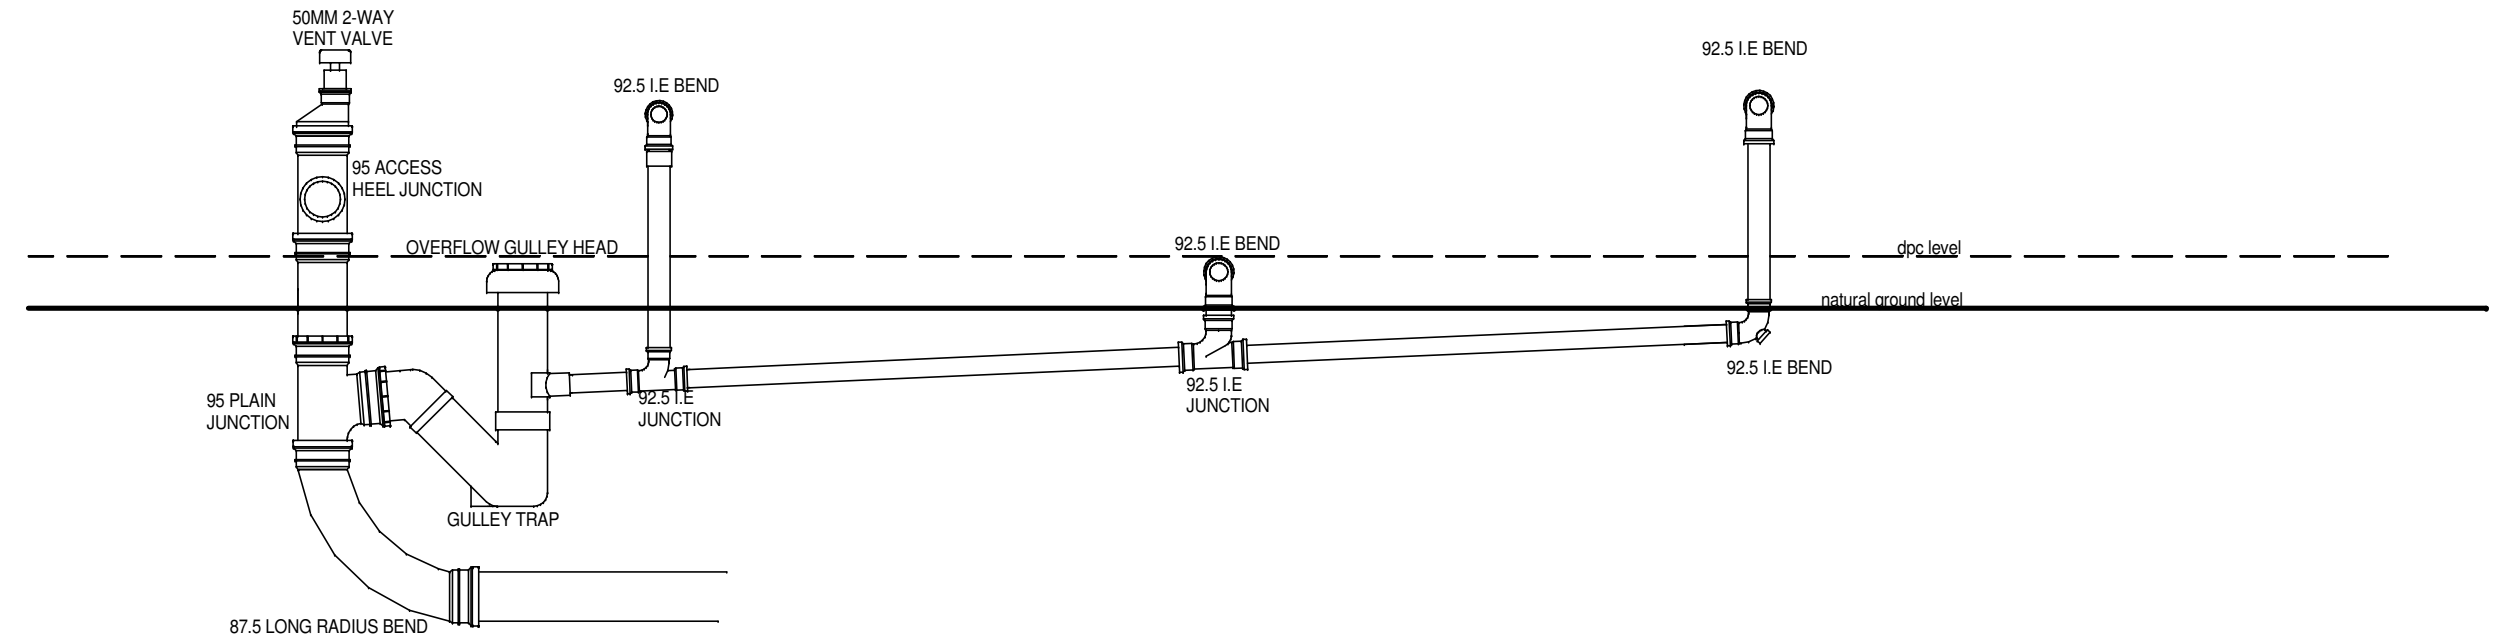 50MM 2-WAY
VENT VALVE
92.5 I.E BEND
92.5 I.E BEND
95 ACCESS
HEEL JUNCTION
OVERFLOW GULLEY HEAD
92.5 I.E BEND
dpc level
natural ground level
92.5 I.E BEND
95 PLAIN
JUNCTION
92.5 I.E
JUNCTION
92.5 I.E
JUNCTION
GULLEY TRAP
87.5 LONG RADIUS BEND